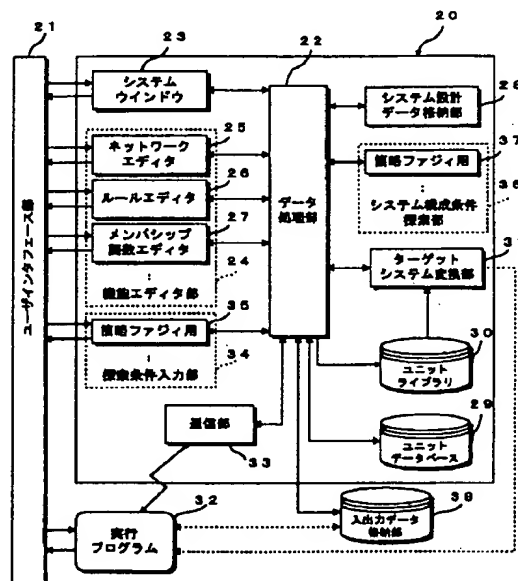 21
23
22
20
システム
ウインドウ
システム設計
データ格納部
28
25
ネットワーク
エディタ
37
簡略ファジィ用
26
ルールエディタ
36
システム構成条件
探索部
27
メンバシップ
関数エディタ
データ
処理部
24
機能エディタ部
ターゲット
システム変換部
35
簡略ファジィ用
34
探索条件入力部
30
ユニット
ライブラリ
ユーザインタフェース部
通信部
33
29
ユニット
データベース
32
実行
プログラム
入出力データ
格納部